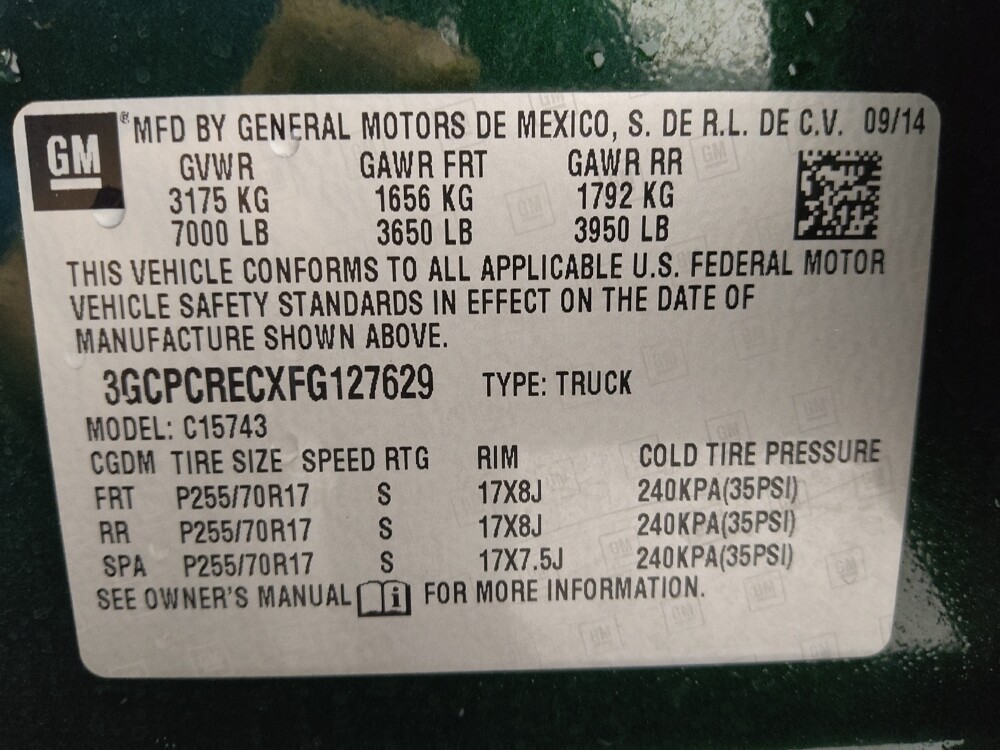 GM ® MFD BY GENERAL MOTORS DE MEXICO, S. DE R.L. DE C.V. 09/14
GVWR GAWR FRT GAWR RR
3175 KG 1656 KG 1792 KG
7000 LB 3650 LB 3950 LB
THIS VEHICLE CONFORMS TO ALL APPLICABLE U.S. FEDERAL MOTOR
VEHICLE SAFETY STANDARDS IN EFFECT ON THE DATE OF
MANUFACTURE SHOWN ABOVE.
3GCPCRECXFG127629 TYPE: TRUCK
MODEL: C15743
CGDM TIRE SIZE SPEED RTG RIM COLD TIRE PRESSURE
FRT P255/70R17 S 17X8J 240KPA(35PSI)
RR P255/70R17 S 17X8J 240KPA(35PSI)
SPA P255/70R17 S 17X7.5J 240KPA(35PSI)
SEE OWNER'S MANUAL i FOR MORE INFORMATION.